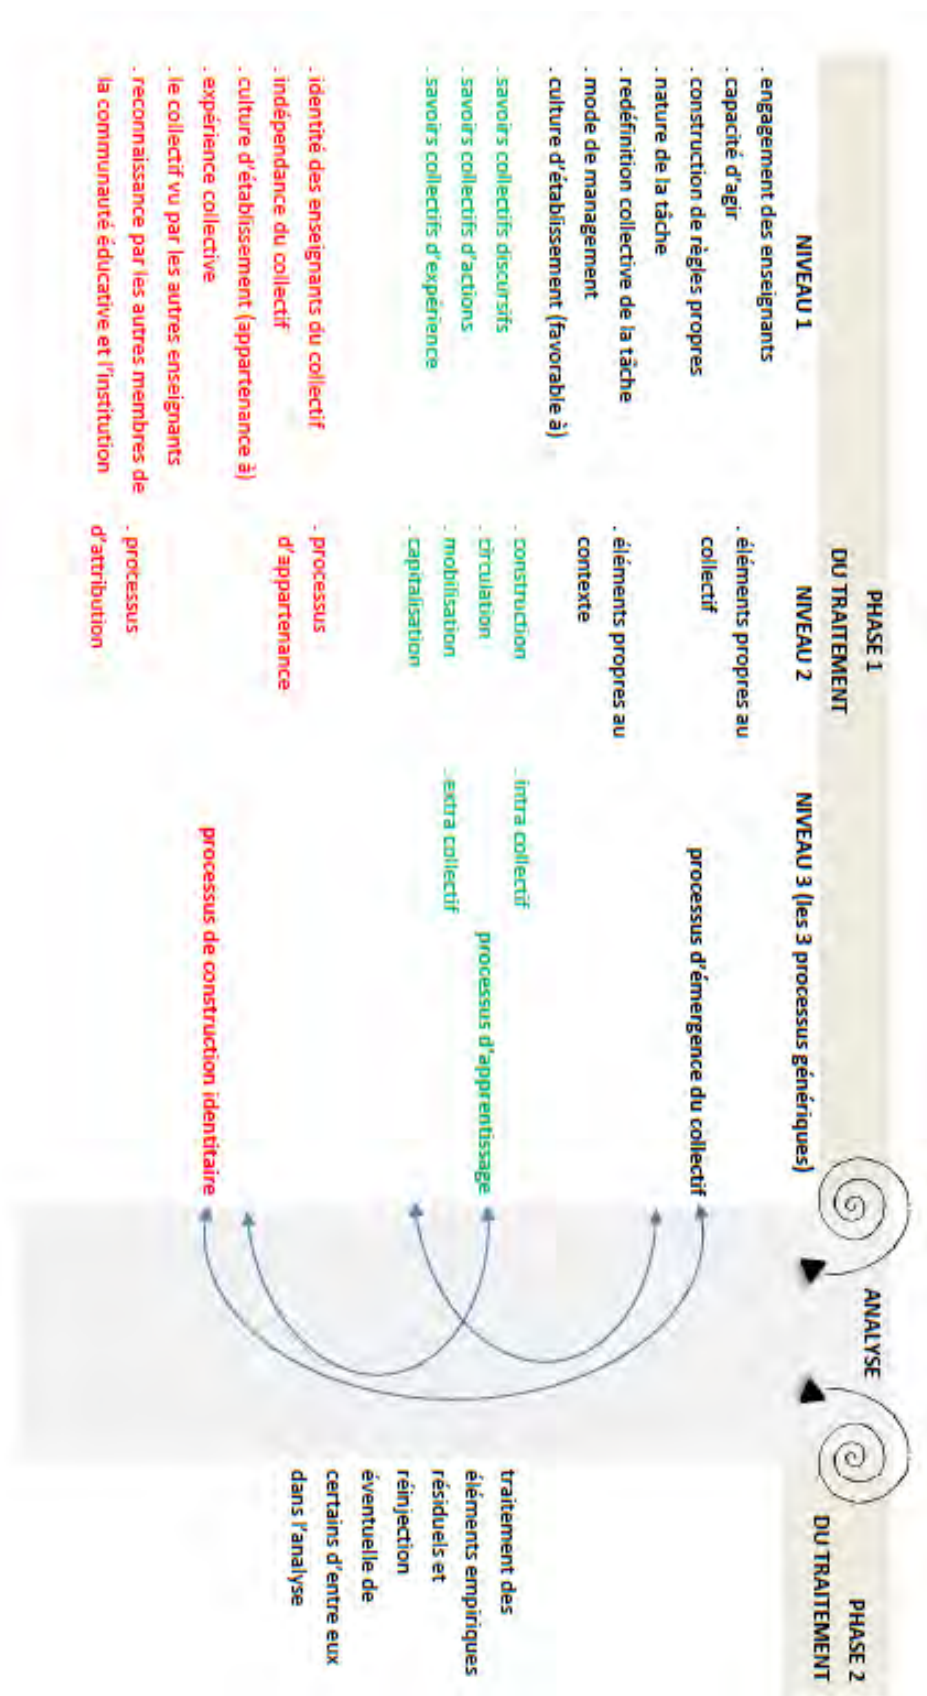 PHASE 1
DU TRAITEMENT
ANALYSE
PHASE 2
DU TRAITEMENT
NIVEAU 1
NIVEAU 2
NIVEAU 3 (les 3 processus génériques)
. engagement des enseignants
. capacité d'agir
. construction de règles propres
. nature de la tâche
. redéfinition collective de la tâche
. mode de management
. culture d'établissement (favorable à)
. éléments propres au
collectif
. éléments propres au
contexte
processus d'émergence du collectif
. savoirs collectifs discursifs
. savoirs collectifs d'actions
. savoirs collectifs d'expérience
. construction
. circulation
. mobilisation
. capitalisation
. intra collectif
. extra collectif
processus d'apprentissage
. identité des enseignants du collectif
. indépendance du collectif
. culture d'établissement (appartenance à)
. expérience collective
. le collectif vu par les autres enseignants
. reconnaissance par les autres membres de
la communauté éducative et l'institution
. processus
d'appartenance
. processus
d'attribution
processus de construction identitaire
traitement des
éléments empiriques
résiduels et
réinjection
éventuelle de
certains d'entre eux
dans l'analyse